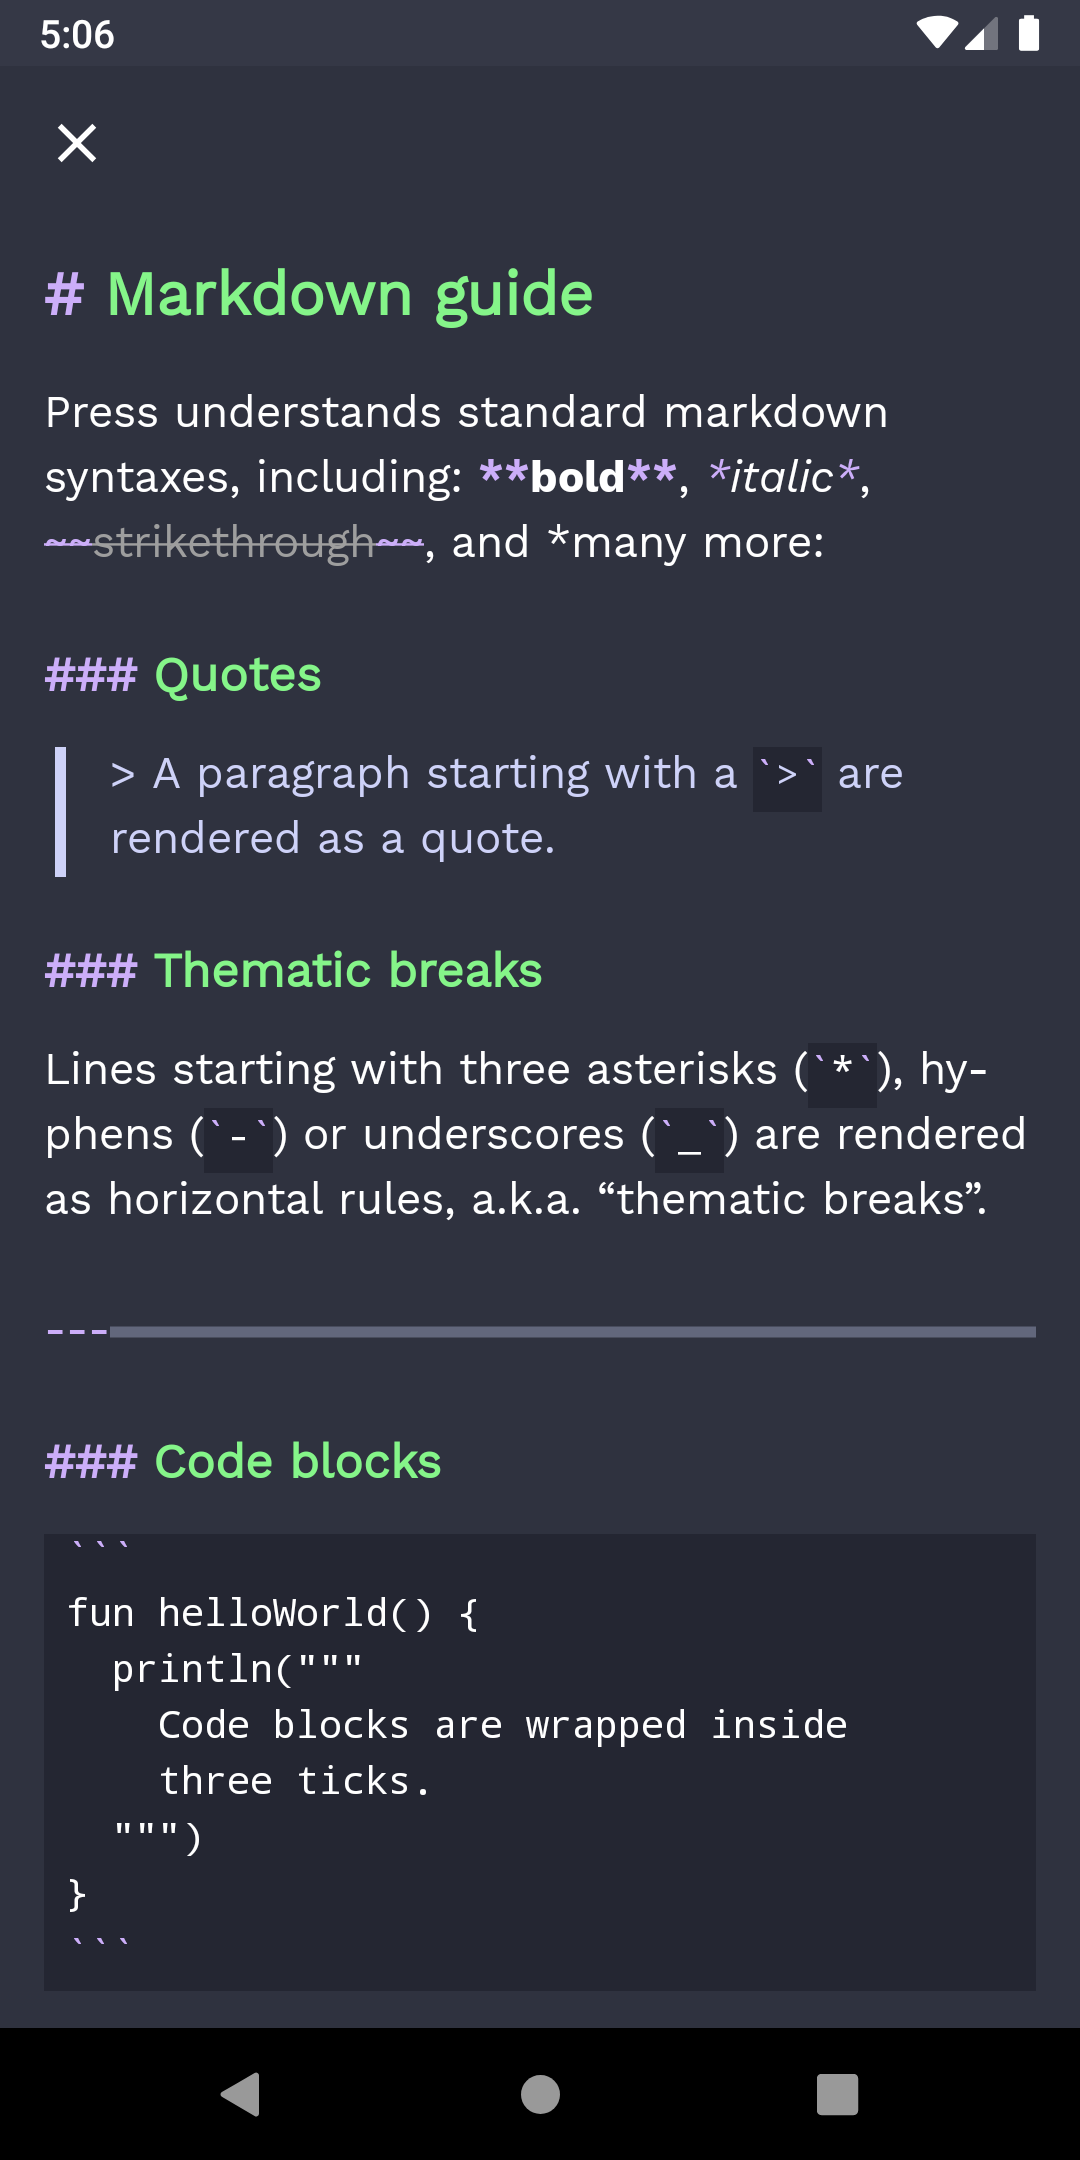 5:06
# Markdown guide
Press understands standard markdown
syntaxes, including: **bold**, *italic*,
~~strikethrough~~, and *many more:
### Quotes
> A paragraph starting with a `>` are
rendered as a quote.
### Thematic breaks
Lines starting with three asterisks (`*`), hy-
phens (`-`) or underscores (`_`) are rendered
as horizontal rules, a.k.a. “thematic breaks”.
---
### Code blocks
```
fun helloWorld() {
  println("""
    Code blocks are wrapped inside
    three ticks.
  """)
}
```